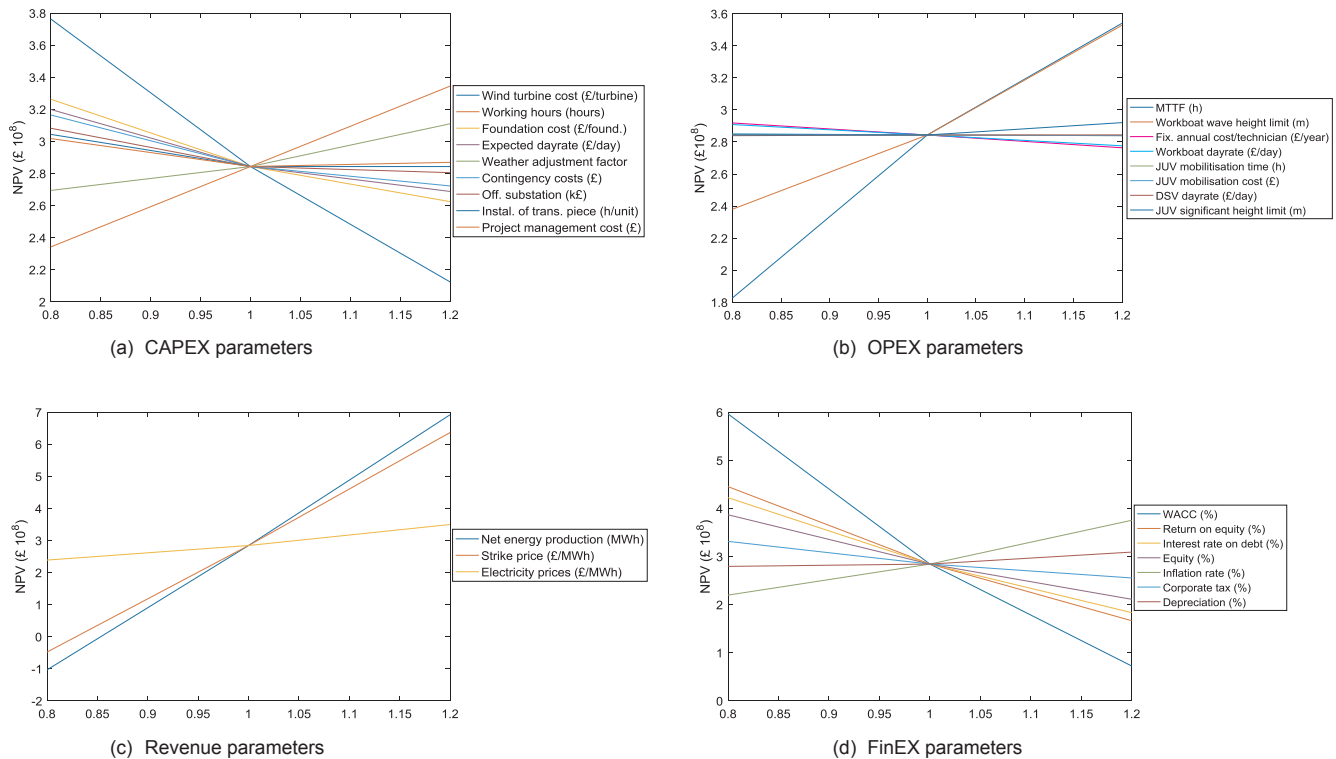 3.8
3.6
3.4
3.2
3
2.8
2.6
2.4
2.2
2
NPV (£ 10^8)
0.8 0.85 0.9 0.95 1 1.05 1.1 1.15 1.2
Wind turbine cost (£/turbine)
Working hours (hours)
Foundation cost (£/found.)
Expected dayrate (£/day)
Weather adjustment factor
Contingency costs (£)
Off. substation (k£)
Instal. of trans. piece (h/unit)
Project management cost (£)
(a) CAPEX parameters
3.6
3.4
3.2
3
2.8
2.6
2.4
2.2
2
1.8
NPV (£ 10^8)
0.8 0.85 0.9 0.95 1 1.05 1.1 1.15 1.2
MTTF (h)
Workboat wave height limit (m)
Fix. annual cost/technician (£/year)
Workboat dayrate (£/day)
JUV mobilitisation time (h)
JUV mobilisation cost (£)
DSV dayrate (£/day)
JUV significant height limit (m)
(b) OPEX parameters
7
6
5
4
3
2
1
0
-1
-2
NPV (£ 10^8)
0.8 0.85 0.9 0.95 1 1.05 1.1 1.15 1.2
Net energy production (MWh)
Strike price (£/MWh)
Electricity prices (£/MWh)
(c) Revenue parameters
6
5
4
3
2
1
0
NPV (£ 10^8)
0.8 0.85 0.9 0.95 1 1.05 1.1 1.15 1.2
WACC (%)
Return on equity (%)
Interest rate on debt (%)
Equity (%)
Inflation rate (%)
Corporate tax (%)
Depreciation (%)
(d) FinEX parameters